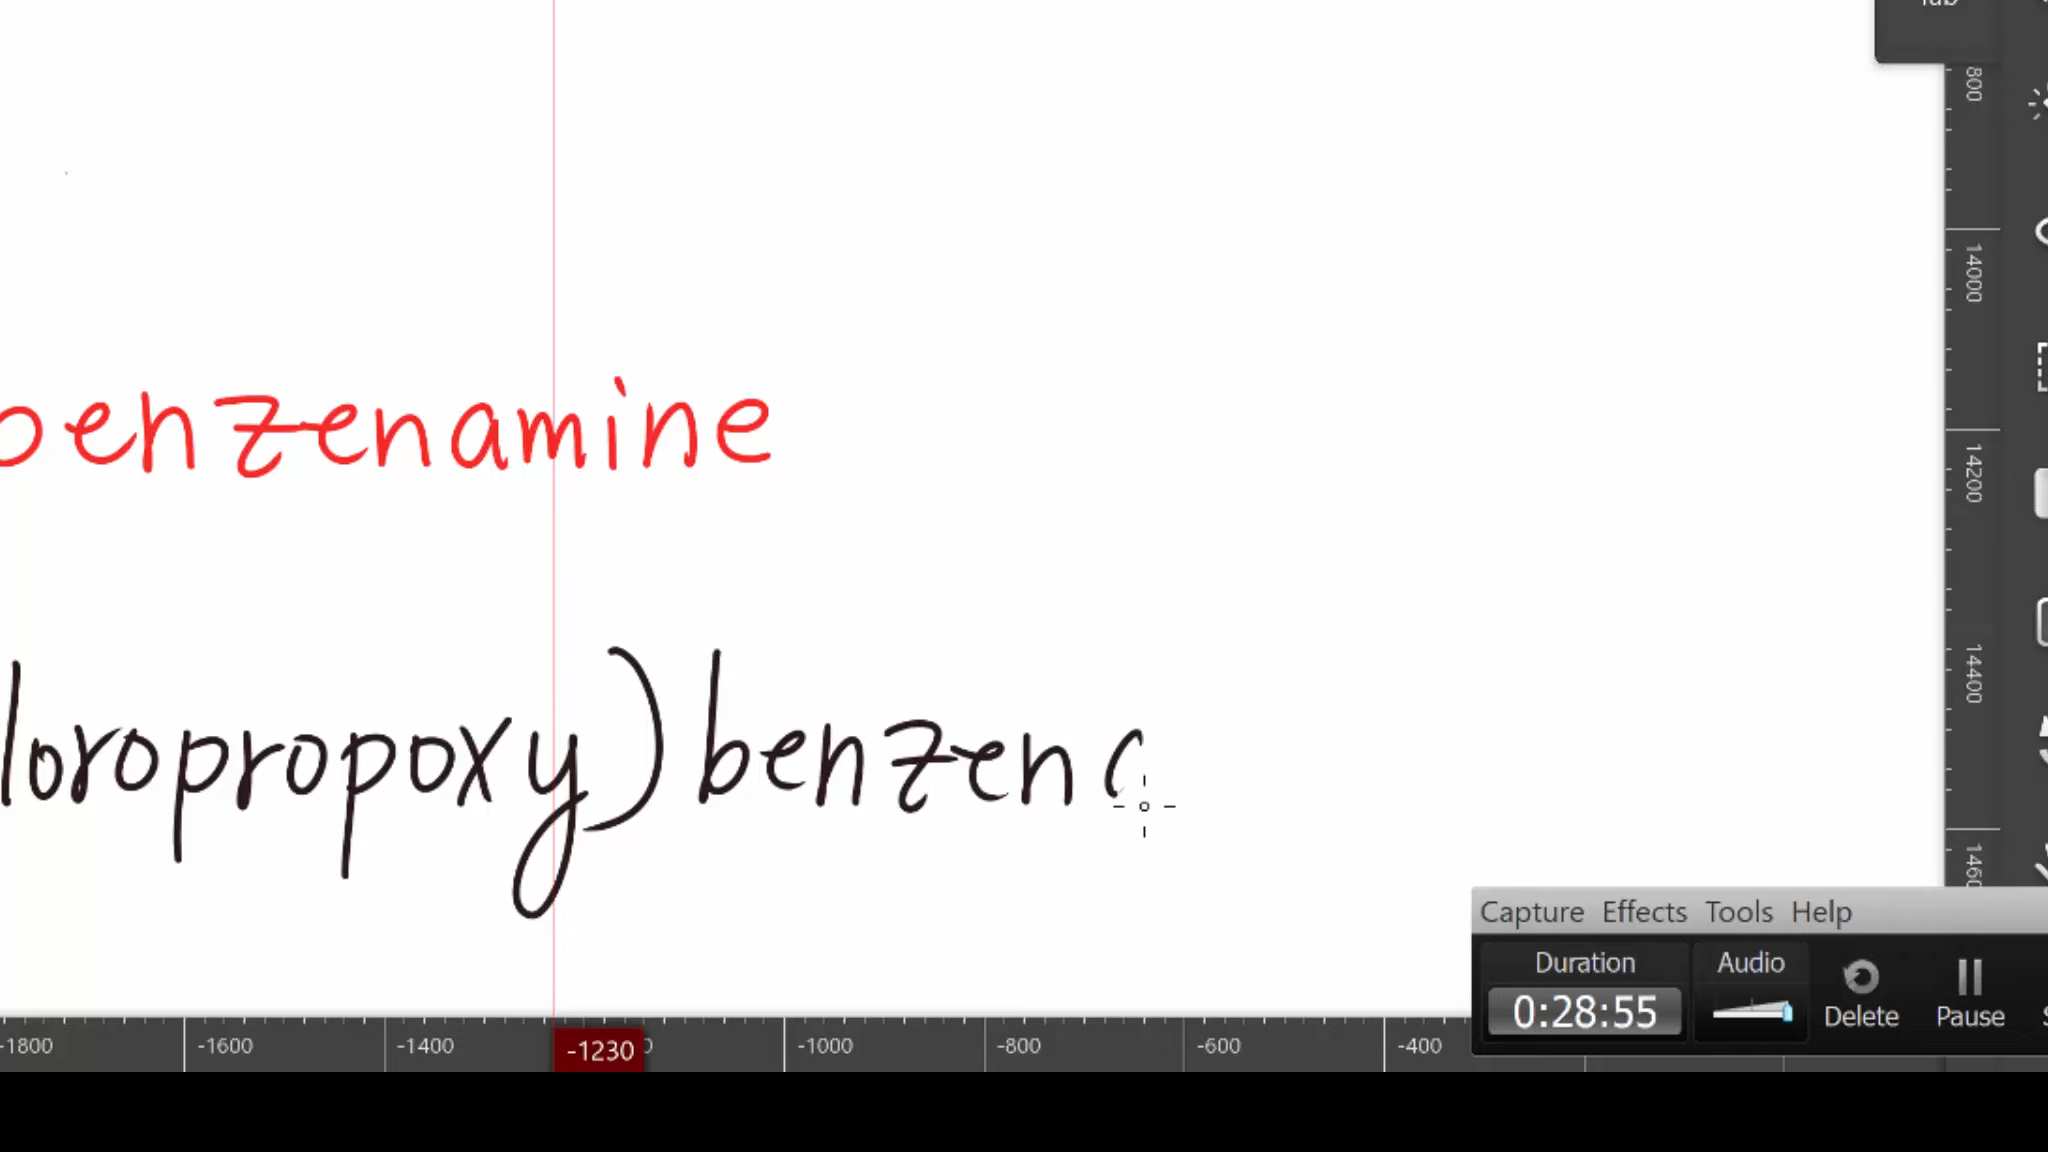 800
14000
benzenamine
14200
14400
loropropoxy)benzen
Capture Effects Tools Help
Duration Audio
0:28:55 Delete Pause
-1800 -1600 -1400 -1230 -1000 -800 -600 -400